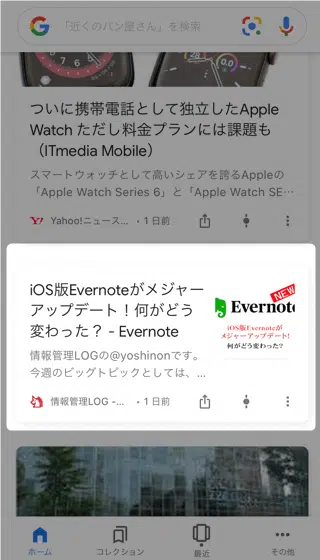 「近くのパン屋さん」を検索
ついに携帯電話として独立したApple
Watch ただし料金プランには課題も
（ITmedia Mobile）
スマートウォッチとして高いシェアを誇るAppleの
「Apple Watch Series 6」と「Apple Watch SE…
Yahoo!ニュース… ・1 日前
iOS版Evernoteがメジャー
アップデート！何がどう
変わった？ - Evernote
情報管理LOGの@yoshinonです。
今週のビッグトピックとしては、…
情報管理LOG -… ・1 日前
NEW
Evernote
iOS版Evernoteが
メジャーアップデート!
何がどう変わった?
ホーム
コレクション
最近
その他